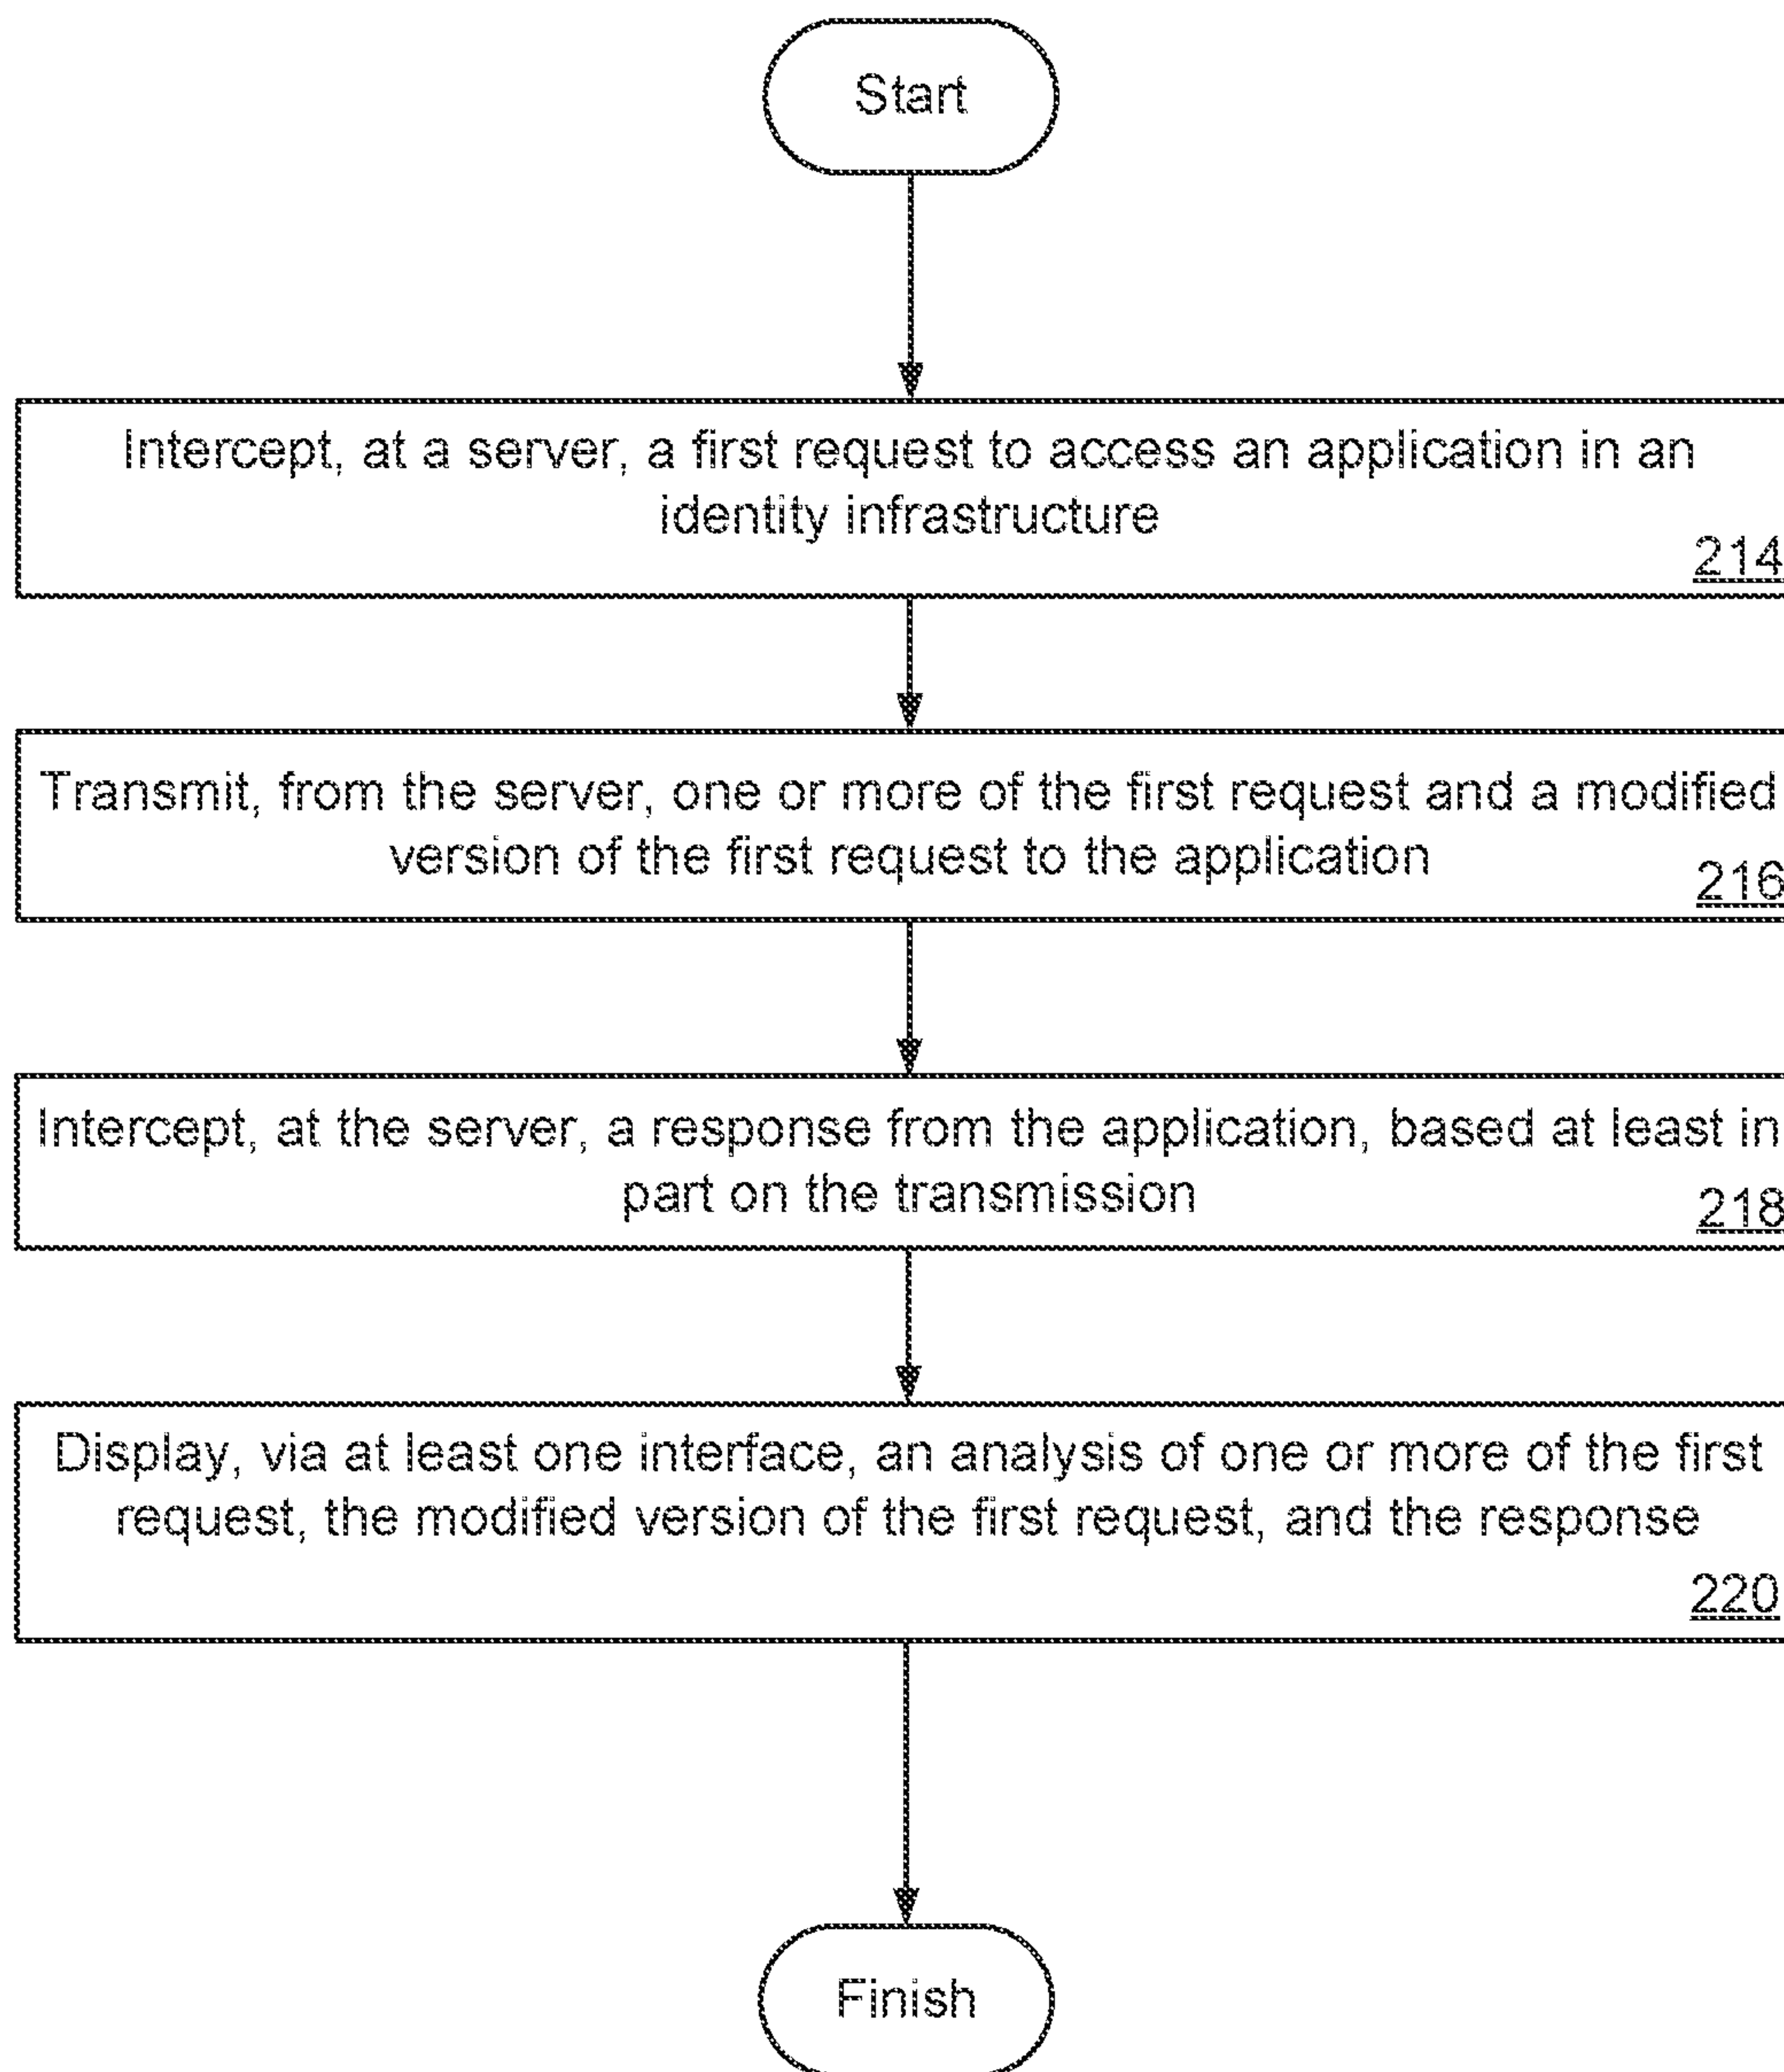 Start
Intercept, at a server, a first request to access an application in an
identity infrastructure
214
Transmit, from the server, one or more of the first request and a modified
version of the first request to the application
216
Intercept, at the server, a response from the application, based at least in
part on the transmission
218
Display, via at least one interface, an analysis of one or more of the first
request, the modified version of the first request, and the response
220
Finish